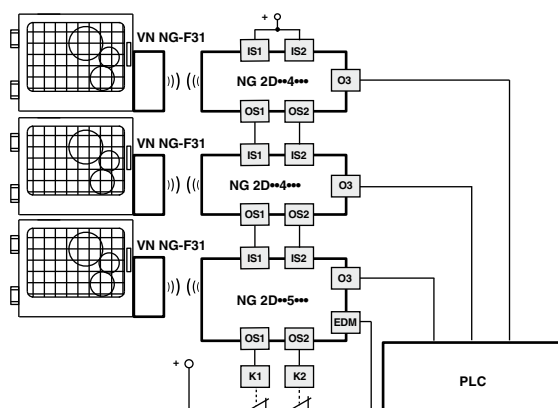 +
VN NG-F31
IS1 IS2
NG 2D••4•••
O3
OS1 OS2
VN NG-F31
IS1 IS2
NG 2D••4•••
O3
OS1 OS2
VN NG-F31
IS1 IS2
O3
NG 2D••5•••
EDM
OS1 OS2
+
K1 K2
PLC